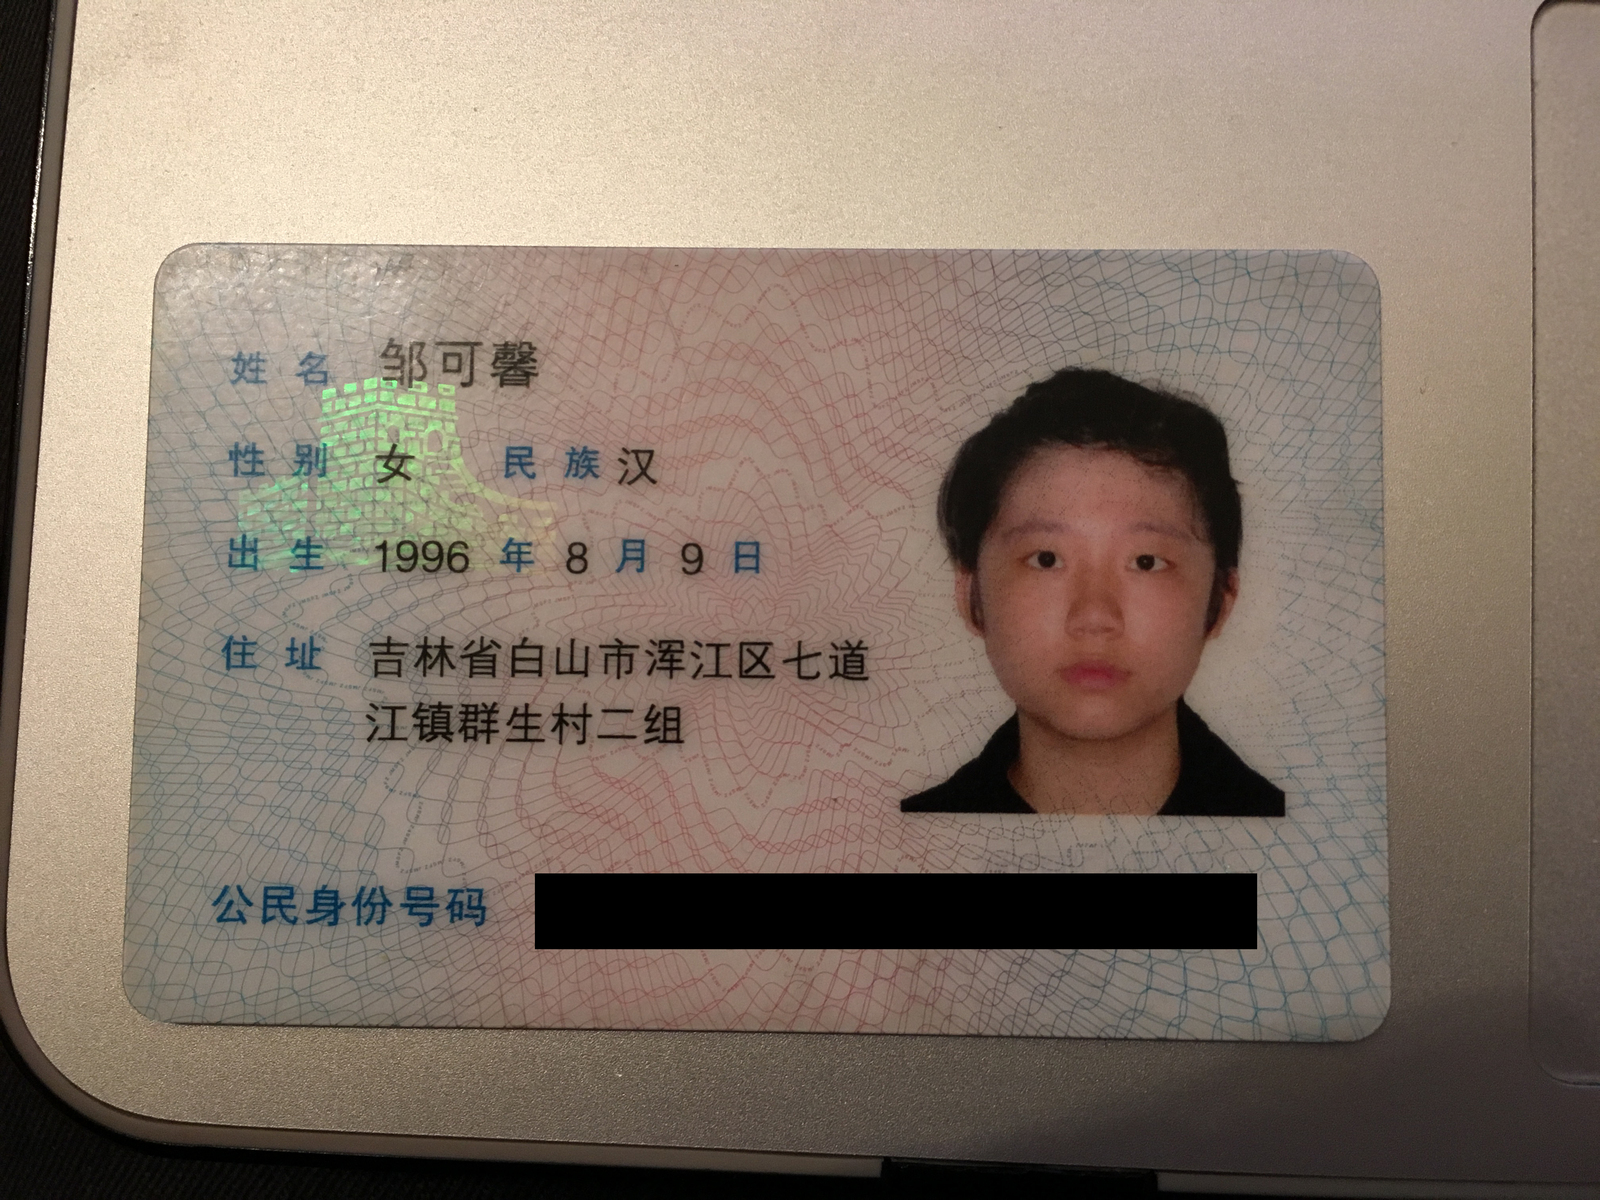 姓名 邹可馨
性别 女 民族 汉
出生 1996 年 8 月 9 日
住址 吉林省白山市浑江区七道
江镇群生村二组
公民身份号码